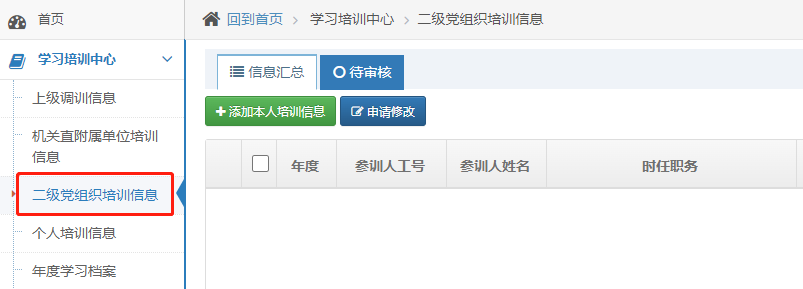 首页
学习培训中心
上级调训信息
机关直附属单位培训
信息
二级党组织培训信息
个人培训信息
年度学习档案
回到首页 > 学习培训中心 > 二级党组织培训信息
信息汇总 待审核
添加本人培训信息 申请修改
年度 参训人工号 参训人姓名 时任职务